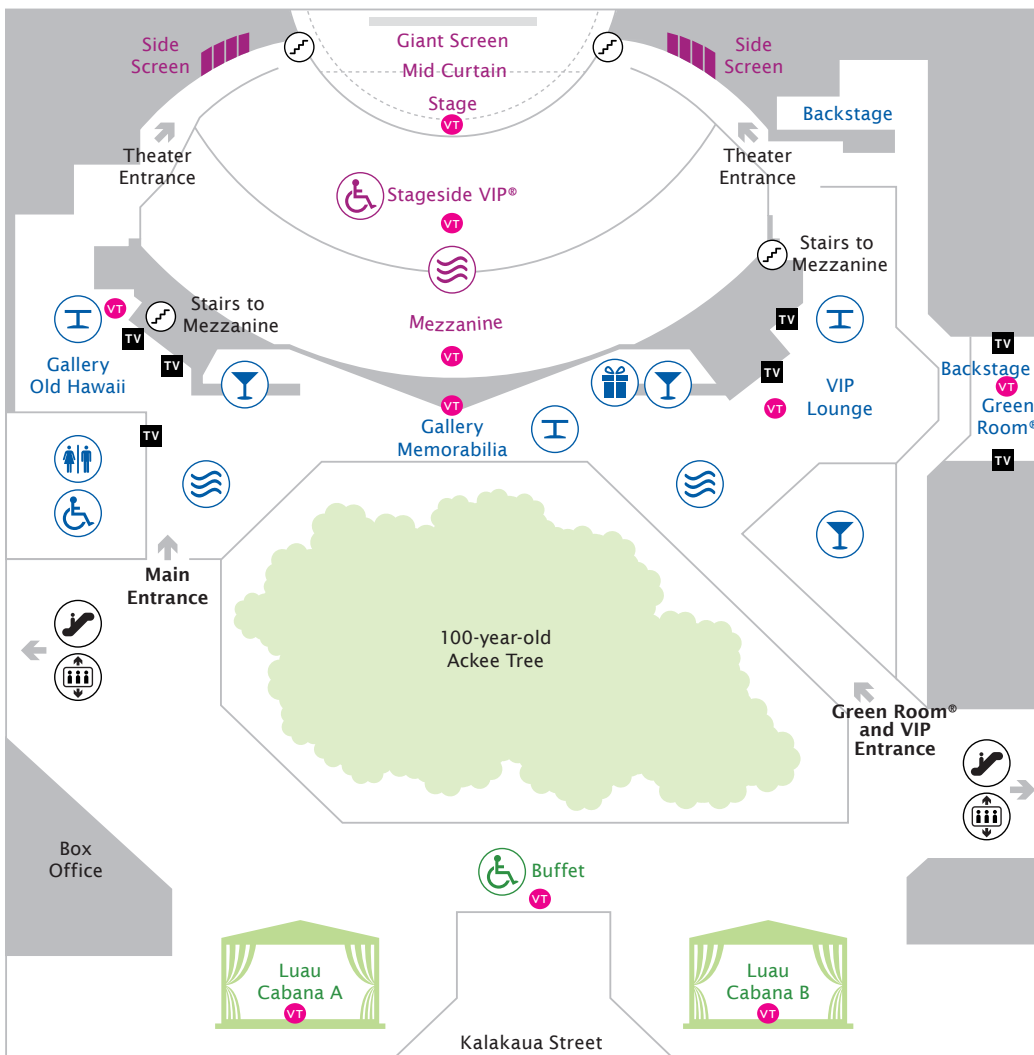 Side
Screen
Giant Screen
Mid Curtain
Stage
VT
Side
Screen
Backstage
Theater
Entrance
Theater
Entrance
Stageside VIP®
VT
Stairs to
Mezzanine
Stairs to
Mezzanine
Mezzanine
VT
VT
TV
TV
Gallery
Old Hawaii
TV
TV
TV
VIP
Lounge
VT
TV
Backstage
VT
Green
Room®
TV
VT
Gallery
Memorabilia
Main
Entrance
100-year-old
Ackee Tree
Green Room®
and VIP
Entrance
Box
Office
Buffet
VT
Luau
Cabana A
VT
Luau
Cabana B
VT
Kalakaua Street